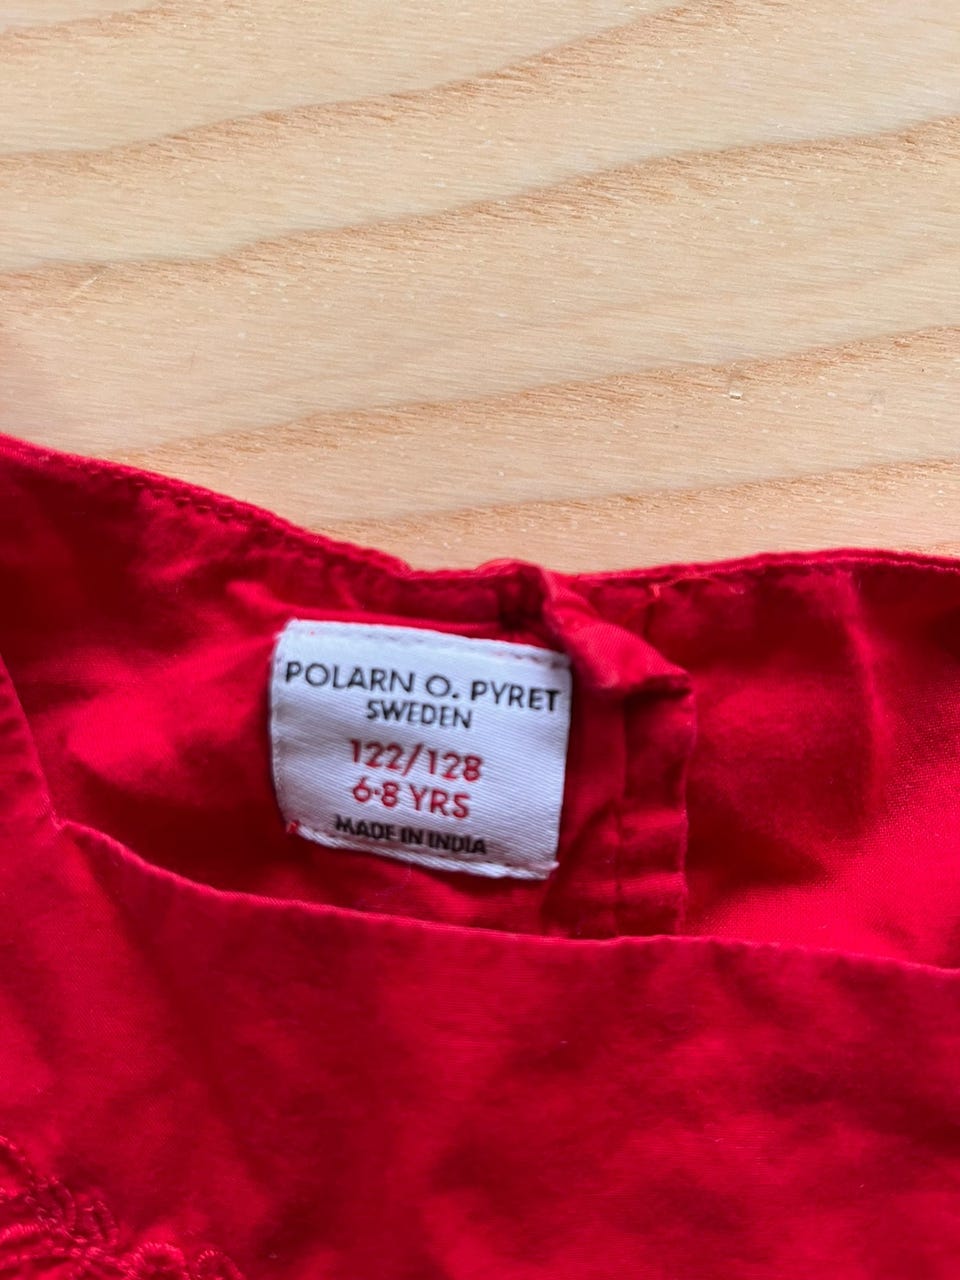 POLARN O. PYRET
SWEDEN
122/128
6-8 YRS
MADE IN INDIA